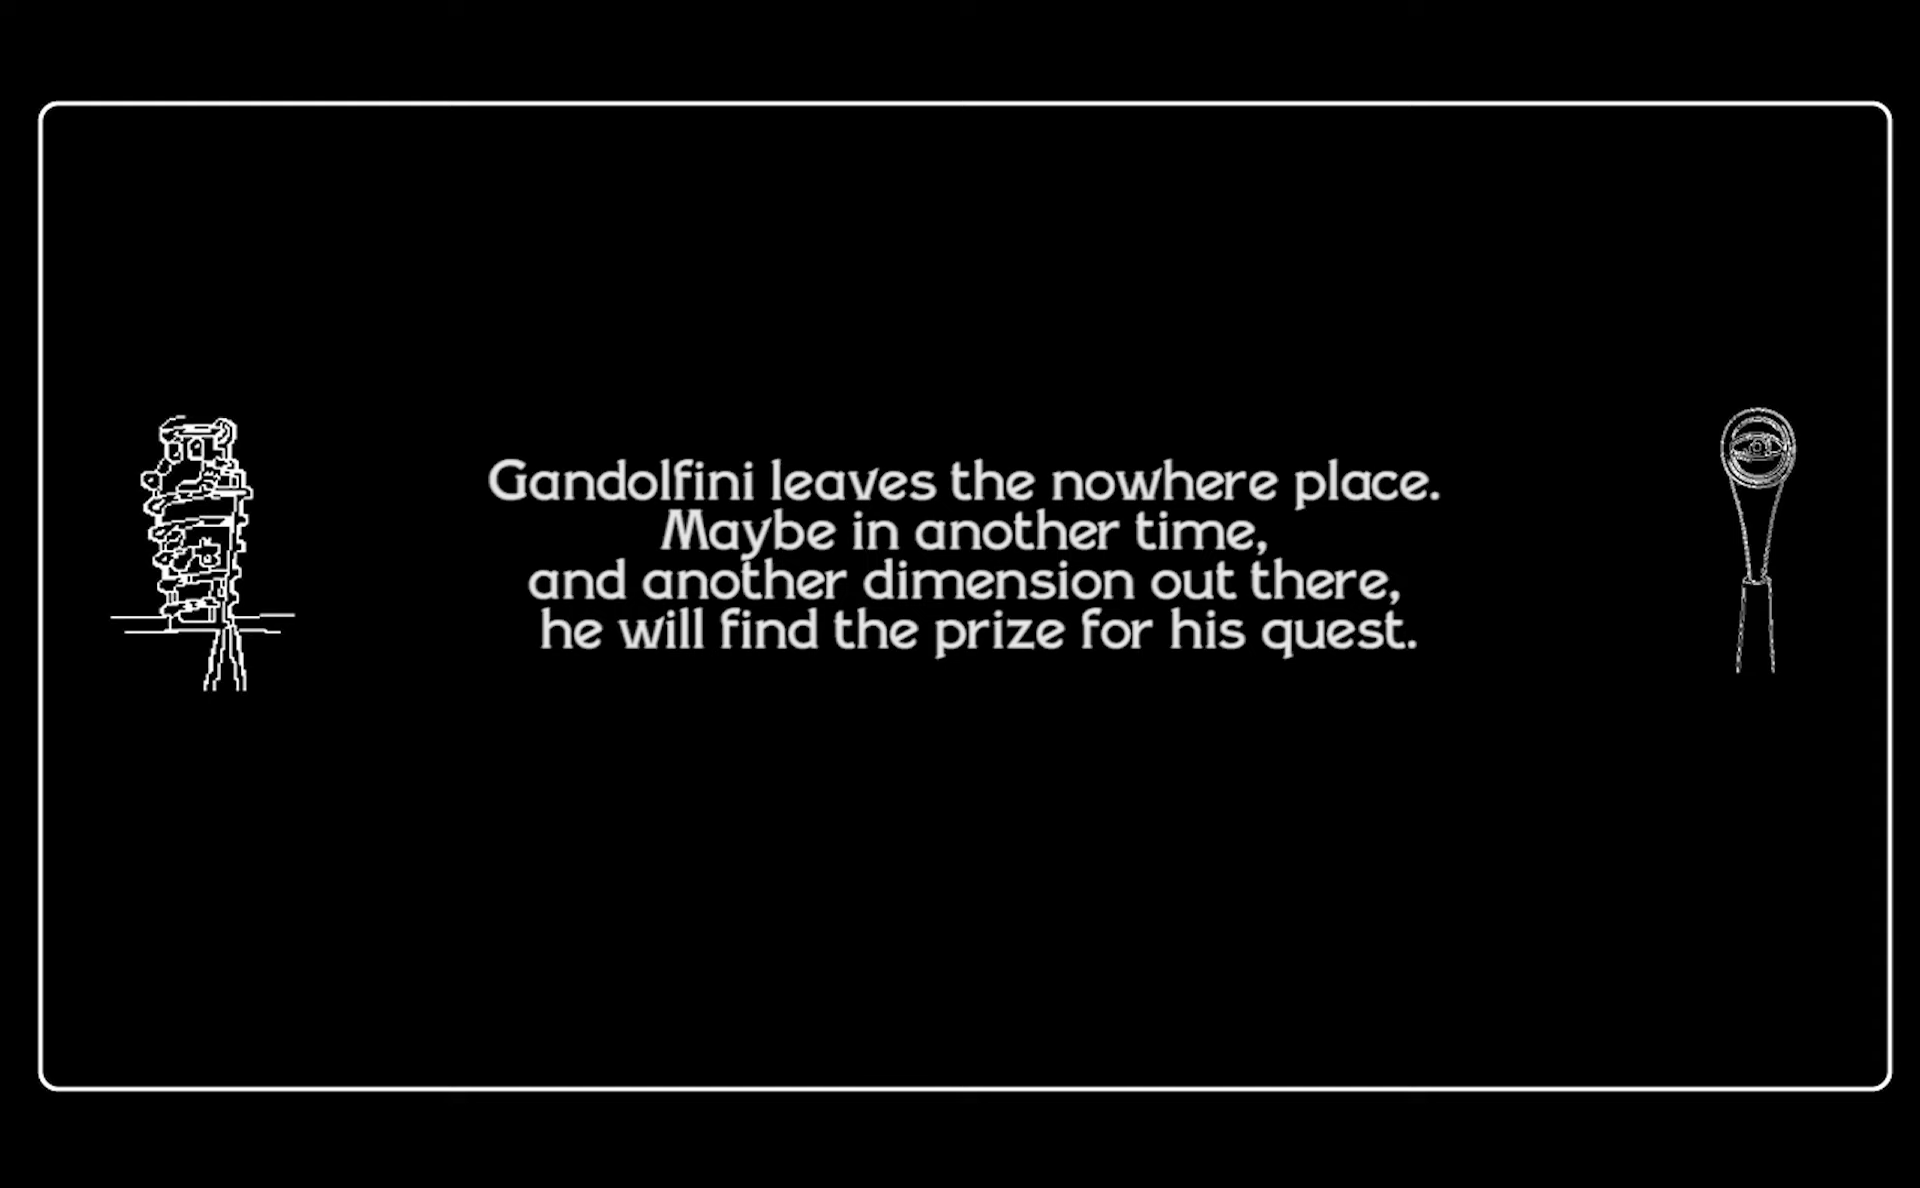 Gandolfini leaves the nowhere place.
Maybe in another time,
and another dimension out there,
he will find the prize for his quest.